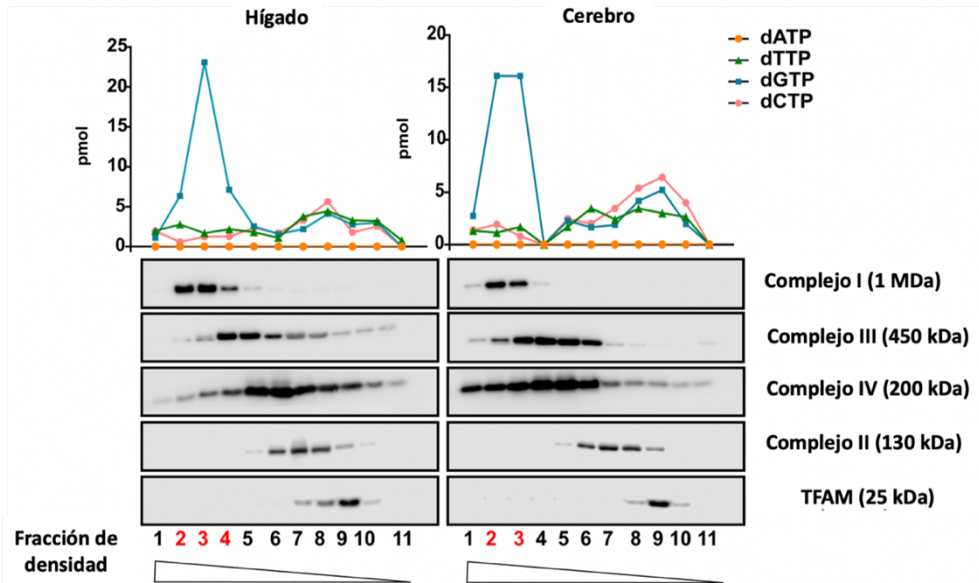 Hígado
Cerebro
25
20
15
10
5
0
pmol
20
15
10
5
0
pmol
dATP
dTTP
dGTP
dCTP
Complejo I (1 MDa)
Complejo III (450 kDa)
Complejo IV (200 kDa)
Complejo II (130 kDa)
TFAM (25 kDa)
Fracción de
densidad
1 2 3 4 5 6 7 8 9 10 11
1 2 3 4 5 6 7 8 9 10 11